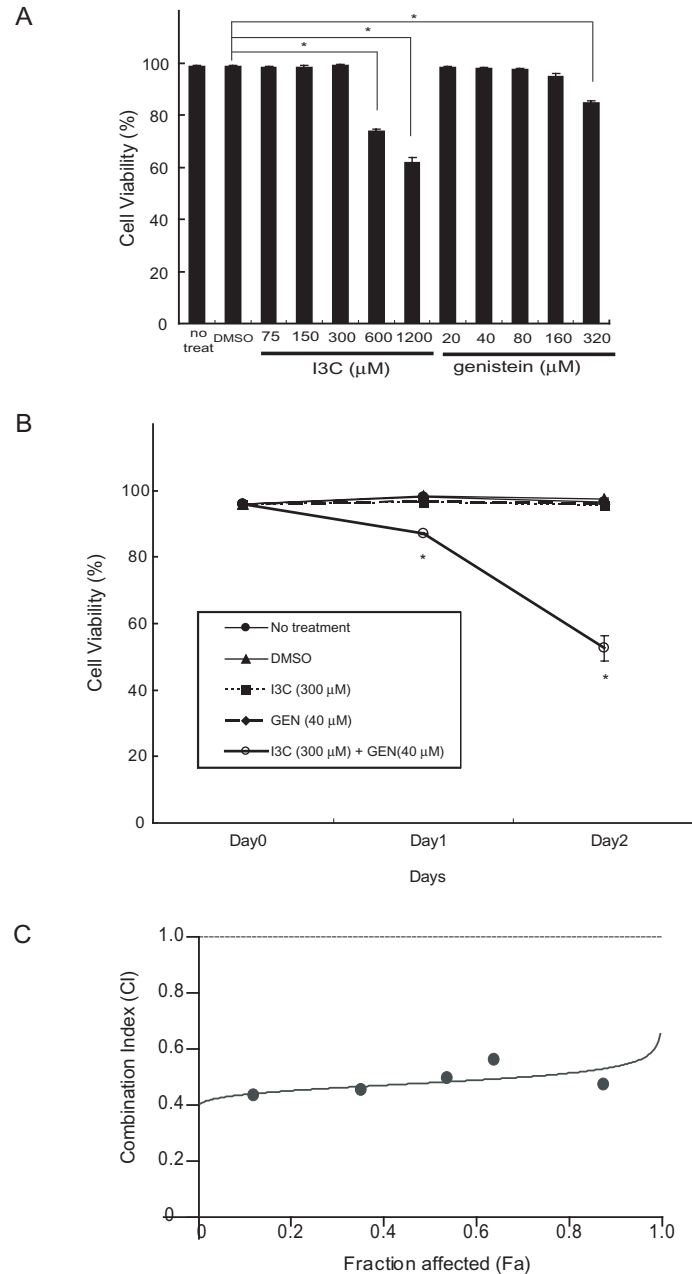 A
*
*
*
Cell Viability (%)
100
80
60
40
20
0
no treat
DMSO
75 150 300 600 1200
20 40 80 160 320
I3C (μM)
genistein (μM)
B
Cell Viability (%)
100
80
60
40
20
0
*
*
No treatment
DMSO
I3C (300 μM)
GEN (40 μM)
I3C (300 μM) + GEN(40 μM)
Day0 Day1 Day2
Days
C
Combination Index (CI)
1.0
0.8
0.6
0.4
0.2
0
0 0.2 0.4 0.6 0.8 1.0
Fraction affected (Fa)